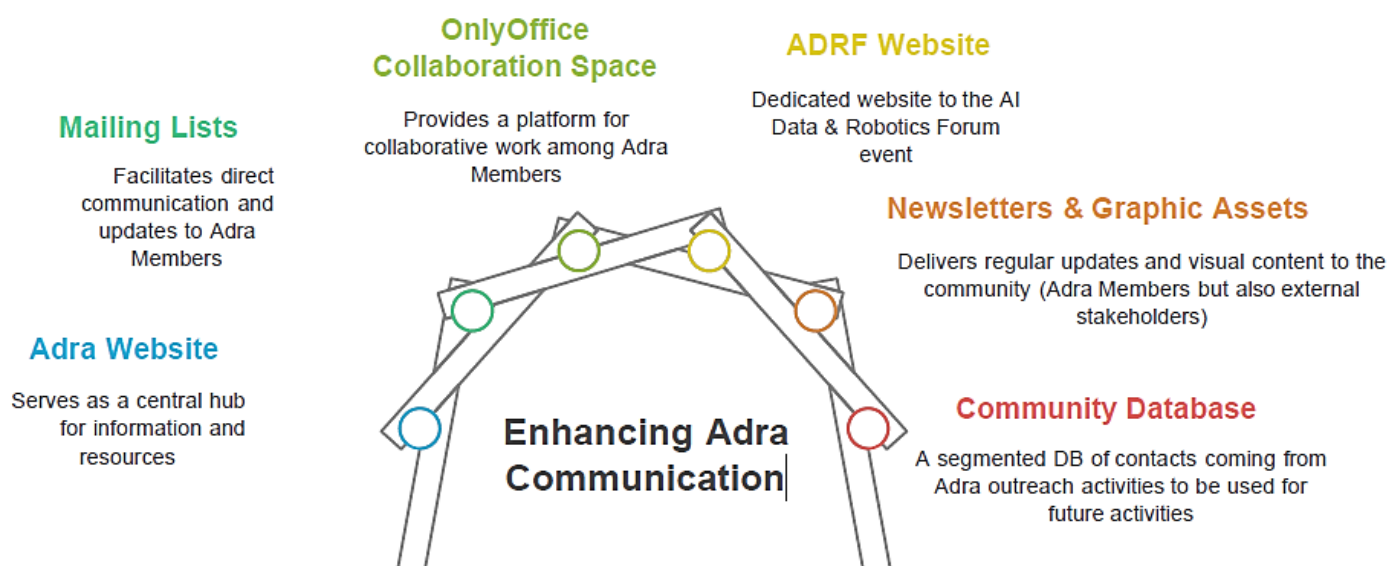 OnlyOffice
Collaboration Space
Provides a platform for
collaborative work among Adra
Members
ADRF Website
Dedicated website to the AI
Data & Robotics Forum
event
Mailing Lists
Facilitates direct
communication and
updates to Adra
Members
Newsletters & Graphic Assets
Delivers regular updates and visual content to the
community (Adra Members but also external
stakeholders)
Adra Website
Serves as a central hub
for information and
resources
Enhancing Adra
Communication
Community Database
A segmented DB of contacts coming from
Adra outreach activities to be used for
future activities